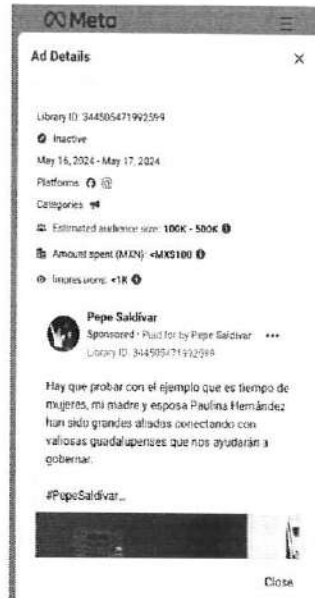 Meta
Ad Details
Library ID: 344505471992599
Inactive
May 16, 2024 - May 17, 2024
Platforms
Categories
Estimated audience size: 100K - 500K
Amount spent (MXN): <MX$100
Impressions: <1K
Pepe Saldívar
Sponsored · Paid for by Pepe Saldívar
Library ID: 344505471992599
Hay que probar con el ejemplo que es tiempo de
mujeres, mi madre y esposa Paulina Hernández
han sido grandes aliadas conectando con
valiosas guadalupenses que nos ayudarán a
gobernar.
#PepeSaldívar...
Close